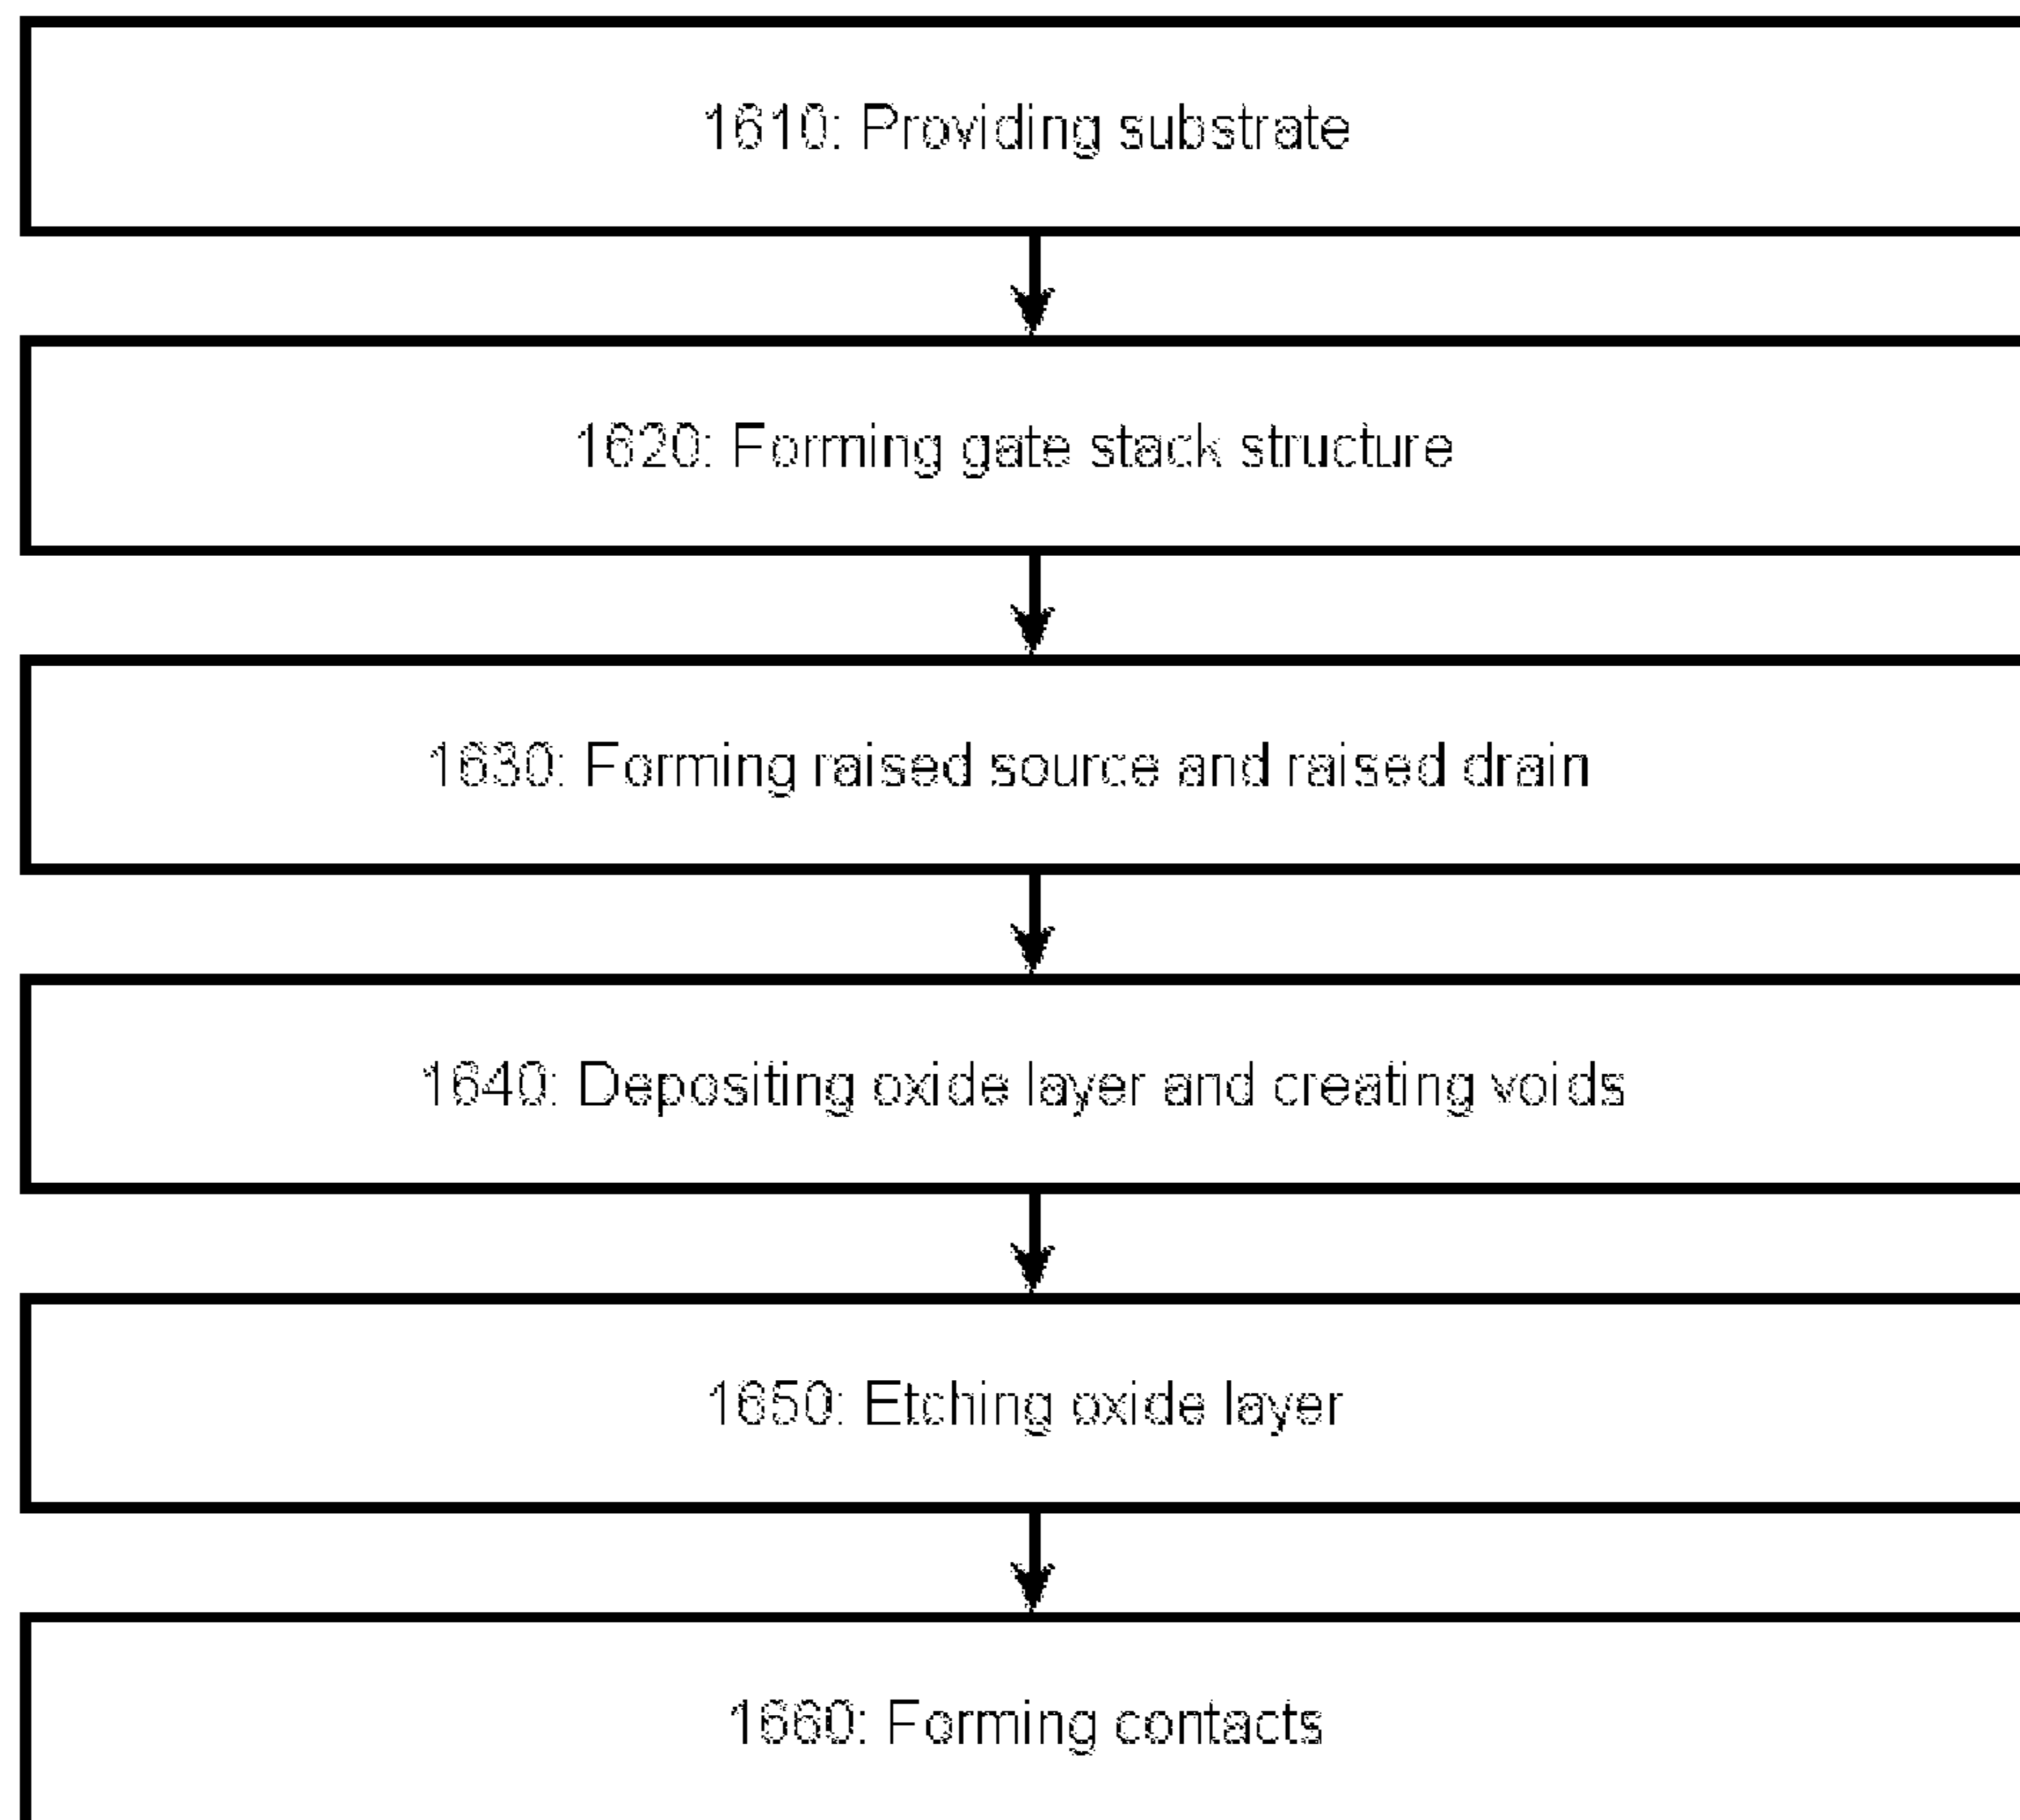 1610: Providing substrate
1620: Forming gate stack structure
1630: Forming raised source and raised drain
1640: Depositing oxide layer and creating voids
1650: Etching oxide layer
1660: Forming contacts